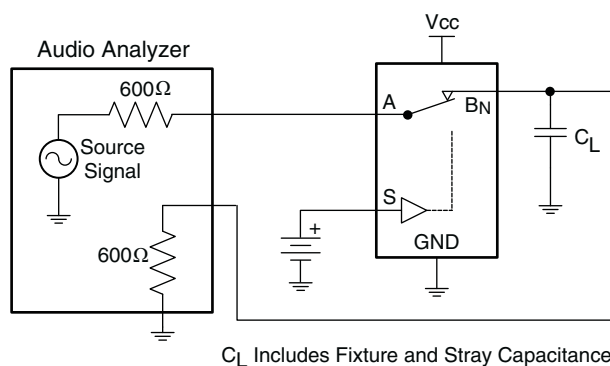 Vcc
Audio Analyzer
600Ω
A
BN
CL
Source
Signal
S
+
600Ω
GND
CL Includes Fixture and Stray Capacitance